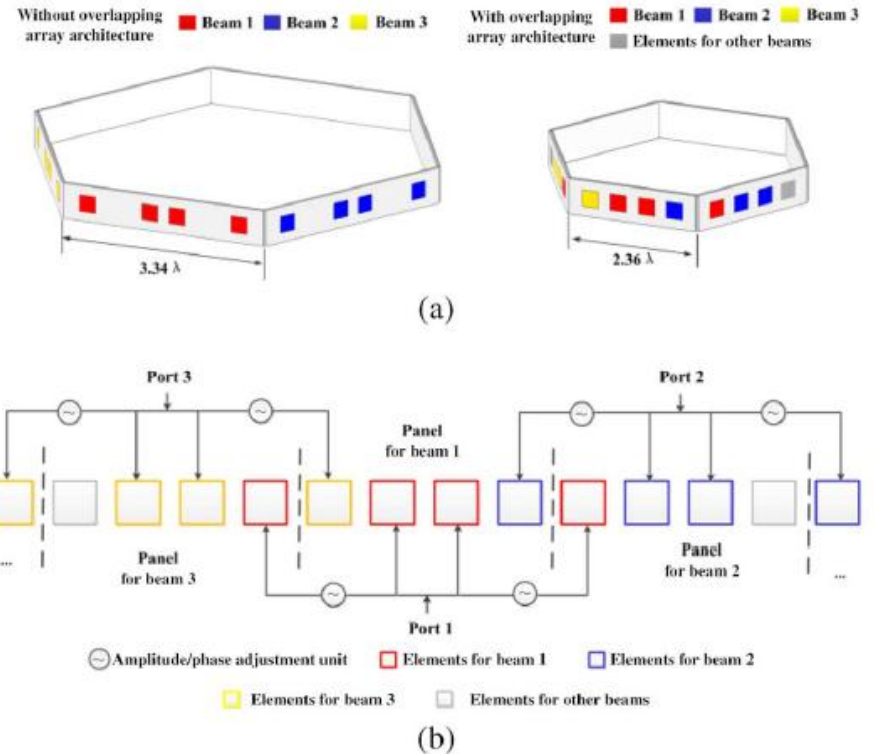 Without overlapping
array architecture
Beam 1
Beam 2
Beam 3
With overlapping
array architecture
Beam 1
Beam 2
Beam 3
Elements for other beams
3.34 λ
2.36 λ
(a)
Port 3
Port 2
Panel
for beam 1
Panel
for beam 3
Panel
for beam 2
...
...
Port 1
Amplitude/phase adjustment unit
Elements for beam 1
Elements for beam 2
Elements for beam 3
Elements for other beams
(b)